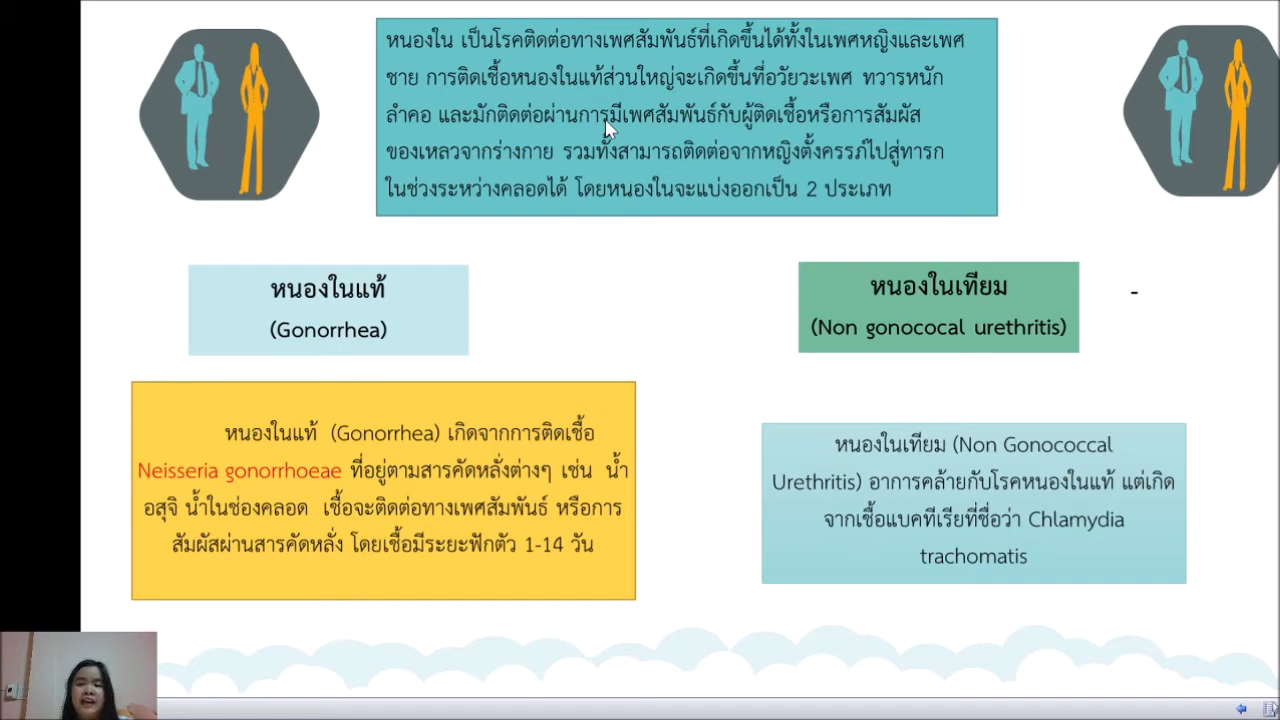 หนองใน เป็นโรคติดต่อทางเพศสัมพันธ์ที่เกิดขึ้นได้ทั้งในเพศหญิงและเพศ
ชาย การติดเชื้อหนองในแท้ส่วนใหญ่จะเกิดขึ้นที่อวัยวะเพศ ทวารหนัก
ลำคอ และมักติดต่อผ่านการมีเพศสัมพันธ์กับผู้ติดเชื้อหรือการสัมผัส
ของเหลวจากร่างกาย รวมทั้งสามารถติดต่อจากหญิงตั้งครรภ์ไปสู่ทารก
ในช่วงระหว่างคลอดได้ โดยหนองในจะแบ่งออกเป็น 2 ประเภท
หนองในแท้
(Gonorrhea)
หนองในเทียม
(Non gonococal urethritis)
-
หนองในแท้ (Gonorrhea) เกิดจากการติดเชื้อ
Neisseria gonorrhoeae ที่อยู่ตามสารคัดหลั่งต่างๆ เช่น น้ำ
อสุจิ น้ำในช่องคลอด เชื้อจะติดต่อทางเพศสัมพันธ์ หรือการ
สัมผัสผ่านสารคัดหลั่ง โดยเชื้อมีระยะฟักตัว 1-14 วัน
หนองในเทียม (Non Gonococcal
Urethritis) อาการคล้ายกับโรคหนองในแท้ แต่เกิด
จากเชื้อแบคทีเรียที่ชื่อว่า Chlamydia
trachomatis